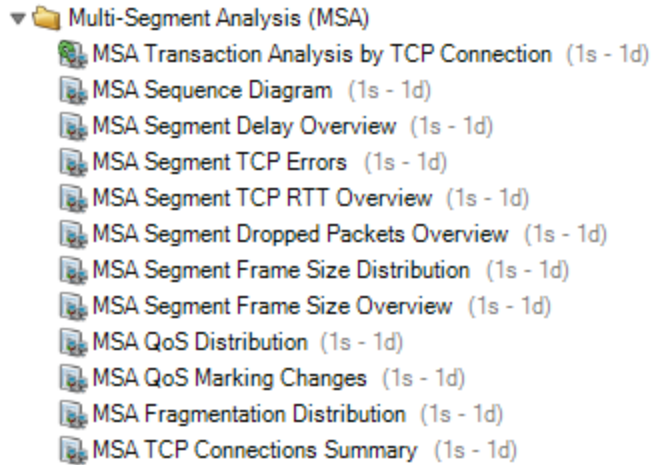 Multi-Segment Analysis (MSA)
MSA Transaction Analysis by TCP Connection (1s - 1d)
MSA Sequence Diagram (1s - 1d)
MSA Segment Delay Overview (1s - 1d)
MSA Segment TCP Errors (1s - 1d)
MSA Segment TCP RTT Overview (1s - 1d)
MSA Segment Dropped Packets Overview (1s - 1d)
MSA Segment Frame Size Distribution (1s - 1d)
MSA Segment Frame Size Overview (1s - 1d)
MSA QoS Distribution (1s - 1d)
MSA QoS Marking Changes (1s - 1d)
MSA Fragmentation Distribution (1s - 1d)
MSA TCP Connections Summary (1s - 1d)